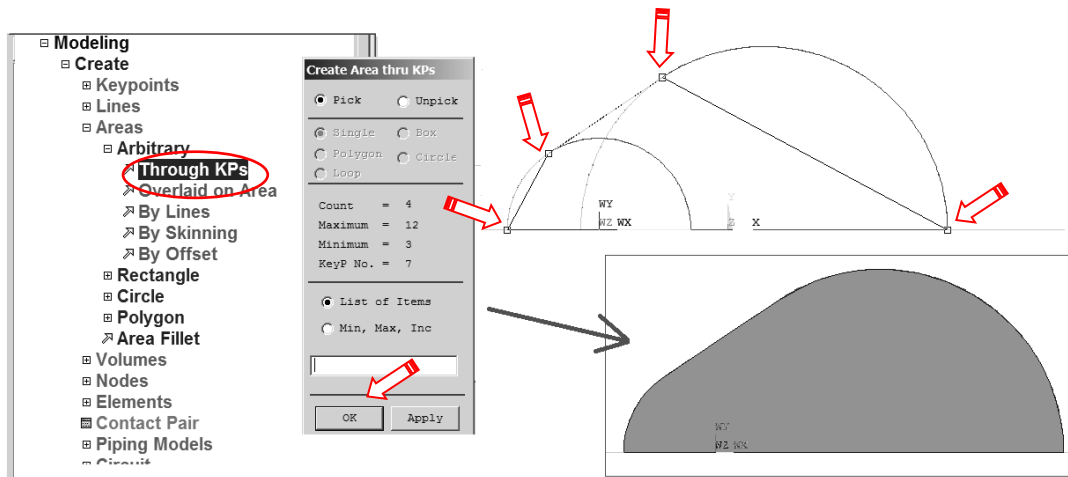 Modeling
Create
Keypoints
Lines
Areas
Arbitrary
Through KPs
Overlaid on Area
By Lines
By Skinning
By Offset
Rectangle
Circle
Polygon
Area Fillet
Volumes
Nodes
Elements
Contact Pair
Piping Models
Circuit
Create Area thru KPs
Pick Unpick
Single Box
Polygon Circle
Loop
Count = 4
Maximum = 12
Minimum = 3
KeyP No. = 7
List of Items
Min, Max, Inc
OK Apply
WY Y
WZ WX Z X
WY
WZ WX